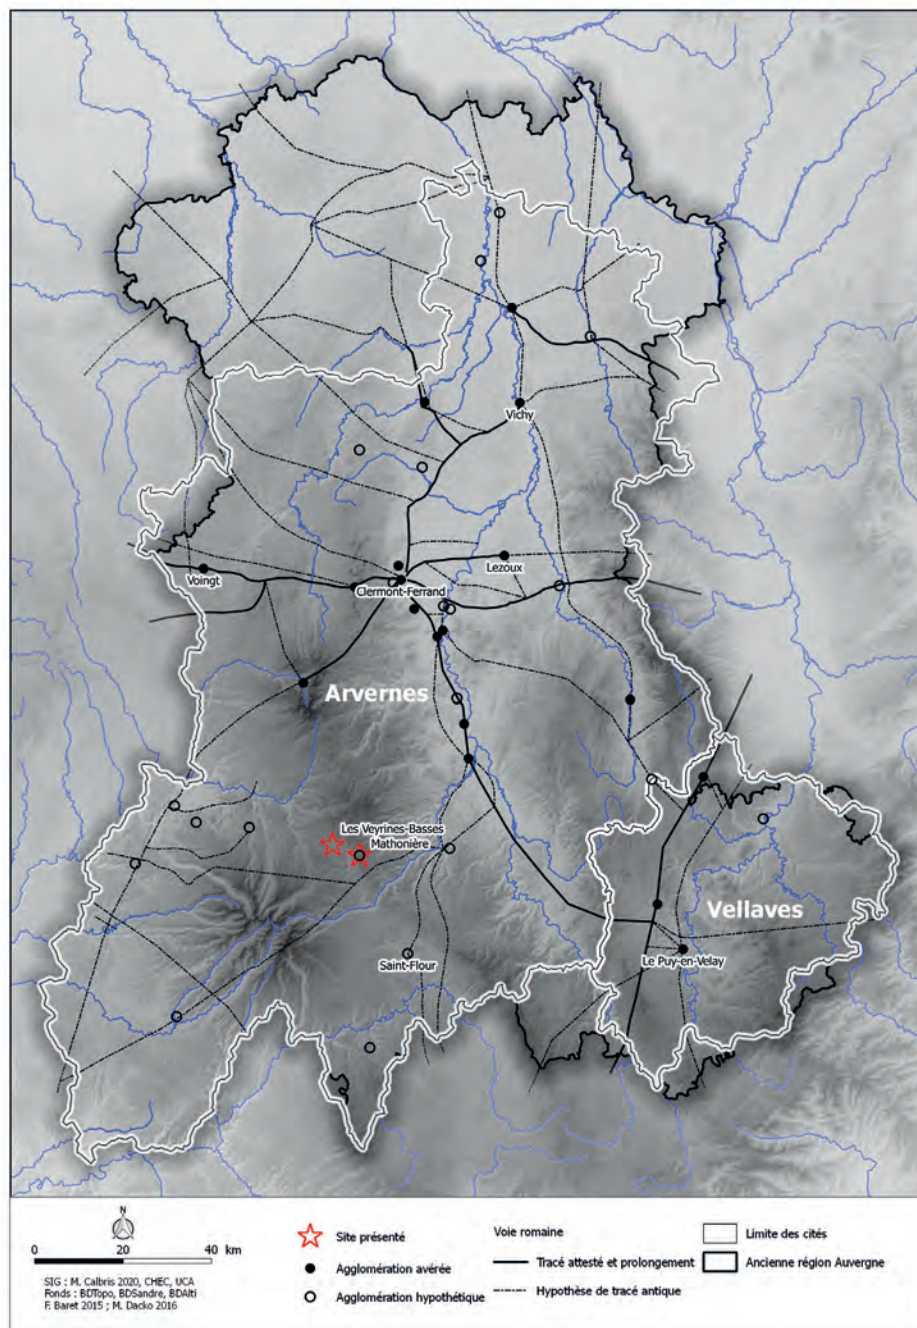 Vichy
Voingt
Lezoux
Clermont-Ferrand
Arvernes
Les Veyrines-Basses
Mathonière
Vellaves
Saint-Flour
Le Puy-en-Velay
N
0 20 40 km
SIG : M. Calbris 2020, CHEC, UCA
Fonds : BDTopo, BDSandre, BDAlti
F. Baret 2015 ; M. Dacko 2016
Site présenté
Agglomération avérée
Agglomération hypothétique
Voie romaine
Tracé attesté et prolongement
Hypothèse de tracé antique
Limite des cités
Ancienne région Auvergne